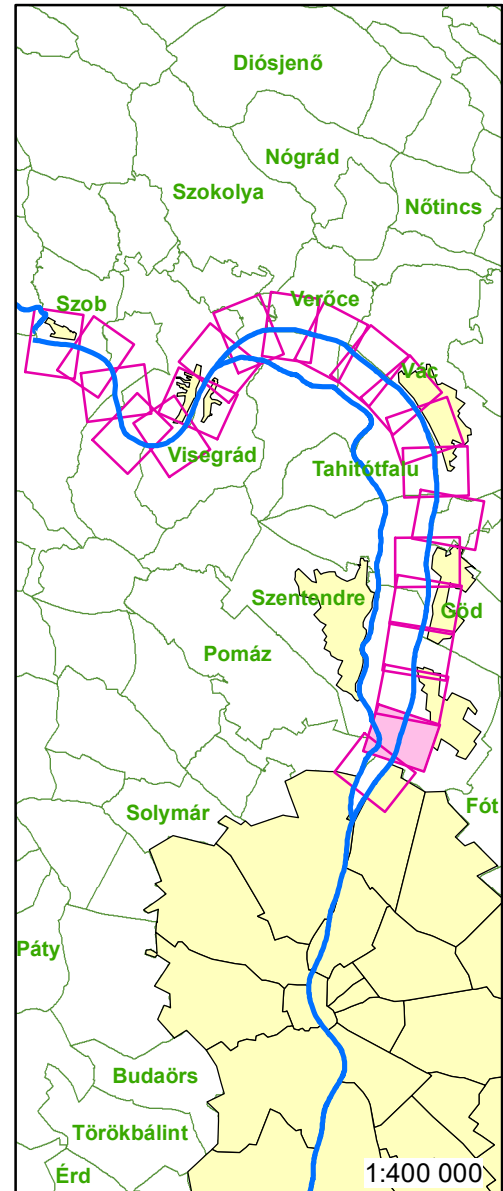 Diósjenő
Nógrád
Szokolya
Nőtincs
Szob
Verőce
Vác
Visegrád
Tahitótfalu
Szentendre
Göd
Pomáz
Solymár
Fót
Páty
Budaörs
Törökbálint
Érd
1:400 000